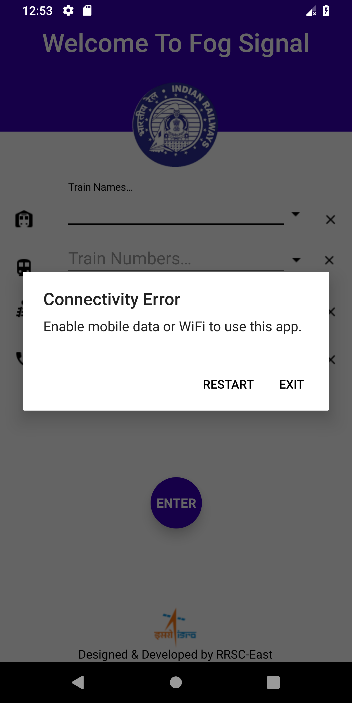 12:53
Welcome To Fog Signal
INDIAN RAILWAYS
भारतीय रेल
Train Names...
Train Numbers...
Connectivity Error
Enable mobile data or WiFi to use this app.
RESTART EXIT
ENTER
इसरो isro
Designed & Developed by RRSC-East